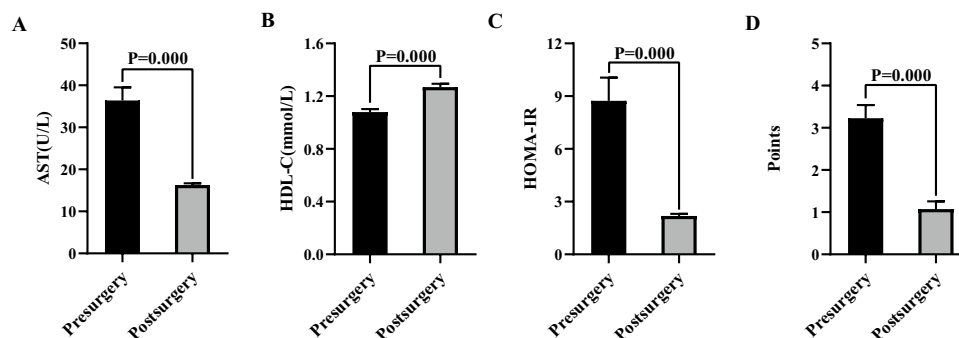 A
AST(U/L)
50
40
30
20
10
0
P=0.000
Presurgery
Postsurgery
B
HDL-C(mmol/L)
1.6
1.2
0.8
0.4
0.0
P=0.000
Presurgery
Postsurgery
C
HOMA-IR
12
9
6
3
0
P=0.000
Presurgery
Postsurgery
D
Points
5
4
3
2
1
0
P=0.000
Presurgery
Postsurgery